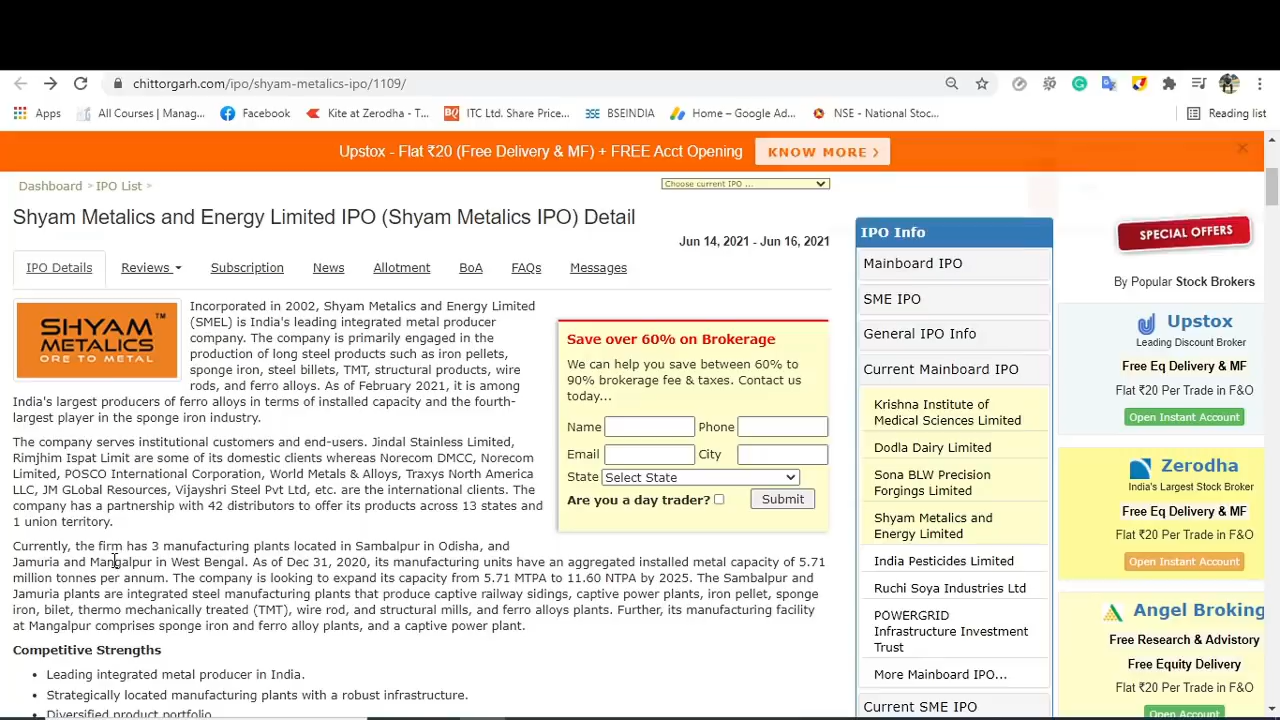 chittorgarh.com/ipo/shyam-metalics-ipo/1109/
Apps
All Courses | Manag...
Facebook
Kite at Zerodha - T...
BQ
ITC Ltd. Share Price...
BSEINDIA
Home – Google Ad...
NSE - National Stoc...
Reading list
Upstox - Flat ₹20 (Free Delivery & MF) + FREE Acct Opening
KNOW MORE >
Dashboard > IPO List >
Choose current IPO ...
Shyam Metalics and Energy Limited IPO (Shyam Metalics IPO) Detail
Jun 14, 2021 - Jun 16, 2021
IPO Details
Reviews
Subscription
News
Allotment
BoA
FAQs
Messages
SHYAM
METALICS
ORE TO METAL
TM
Incorporated in 2002, Shyam Metalics and Energy Limited
(SMEL) is India's leading integrated metal producer
company. The company is primarily engaged in the
production of long steel products such as iron pellets,
sponge iron, steel billets, TMT, structural products, wire
rods, and ferro alloys. As of February 2021, it is among
India's largest producers of ferro alloys in terms of installed capacity and the fourth-
largest player in the sponge iron industry.
The company serves institutional customers and end-users. Jindal Stainless Limited,
Rimjhim Ispat Limit are some of its domestic clients whereas Norecom DMCC, Norecom
Limited, POSCO International Corporation, World Metals & Alloys, Traxys North America
LLC, JM GLobal Resources, Vijayshri Steel Pvt Ltd, etc. are the international clients. The
company has a partnership with 42 distributors to offer its products across 13 states and
1 union territory.
Currently, the firm has 3 manufacturing plants located in Sambalpur in Odisha, and
Jamuria and Mangalpur in West Bengal. As of Dec 31, 2020, its manufacturing units have an aggregated installed metal capacity of 5.71
million tonnes per annum. The company is looking to expand its capacity from 5.71 MTPA to 11.60 NTPA by 2025. The Sambalpur and
Jamuria plants are integrated steel manufacturing plants that produce captive railway sidings, captive power plants, iron pellet, sponge
iron, bilet, thermo mechanically treated (TMT), wire rod, and structural mills, and ferro alloys plants. Further, its manufacturing facility
at Mangalpur comprises sponge iron and ferro alloy plants, and a captive power plant.
Competitive Strengths
• Leading integrated metal producer in India.
• Strategically located manufacturing plants with a robust infrastructure.
• Diversified product portfolio.
Save over 60% on Brokerage
We can help you save between 60% to
90% brokerage fee & taxes. Contact us
today...
Name
Phone
Email
City
State
Select State
Are you a day trader?
Submit
IPO Info
Mainboard IPO
SME IPO
General IPO Info
Current Mainboard IPO
Krishna Institute of
Medical Sciences Limited
Dodla Dairy Limited
Sona BLW Precision
Forgings Limited
Shyam Metalics and
Energy Limited
India Pesticides Limited
Ruchi Soya Industries Ltd
POWERGRID
Infrastructure Investment
Trust
More Mainboard IPO...
Current SME IPO
SPECIAL OFFERS
By Popular Stock Brokers
Upstox
Leading Discount Broker
Free Eq Delivery & MF
Flat ₹20 Per Trade in F&O
Open Instant Account
Zerodha
India's Largest Stock Broker
Free Eq Delivery & MF
Flat ₹20 Per Trade in F&O
Open Instant Account
Angel Broking
Free Research & Advisory
Free Equity Delivery
Flat ₹20 Per Trade in F&O
Open Account